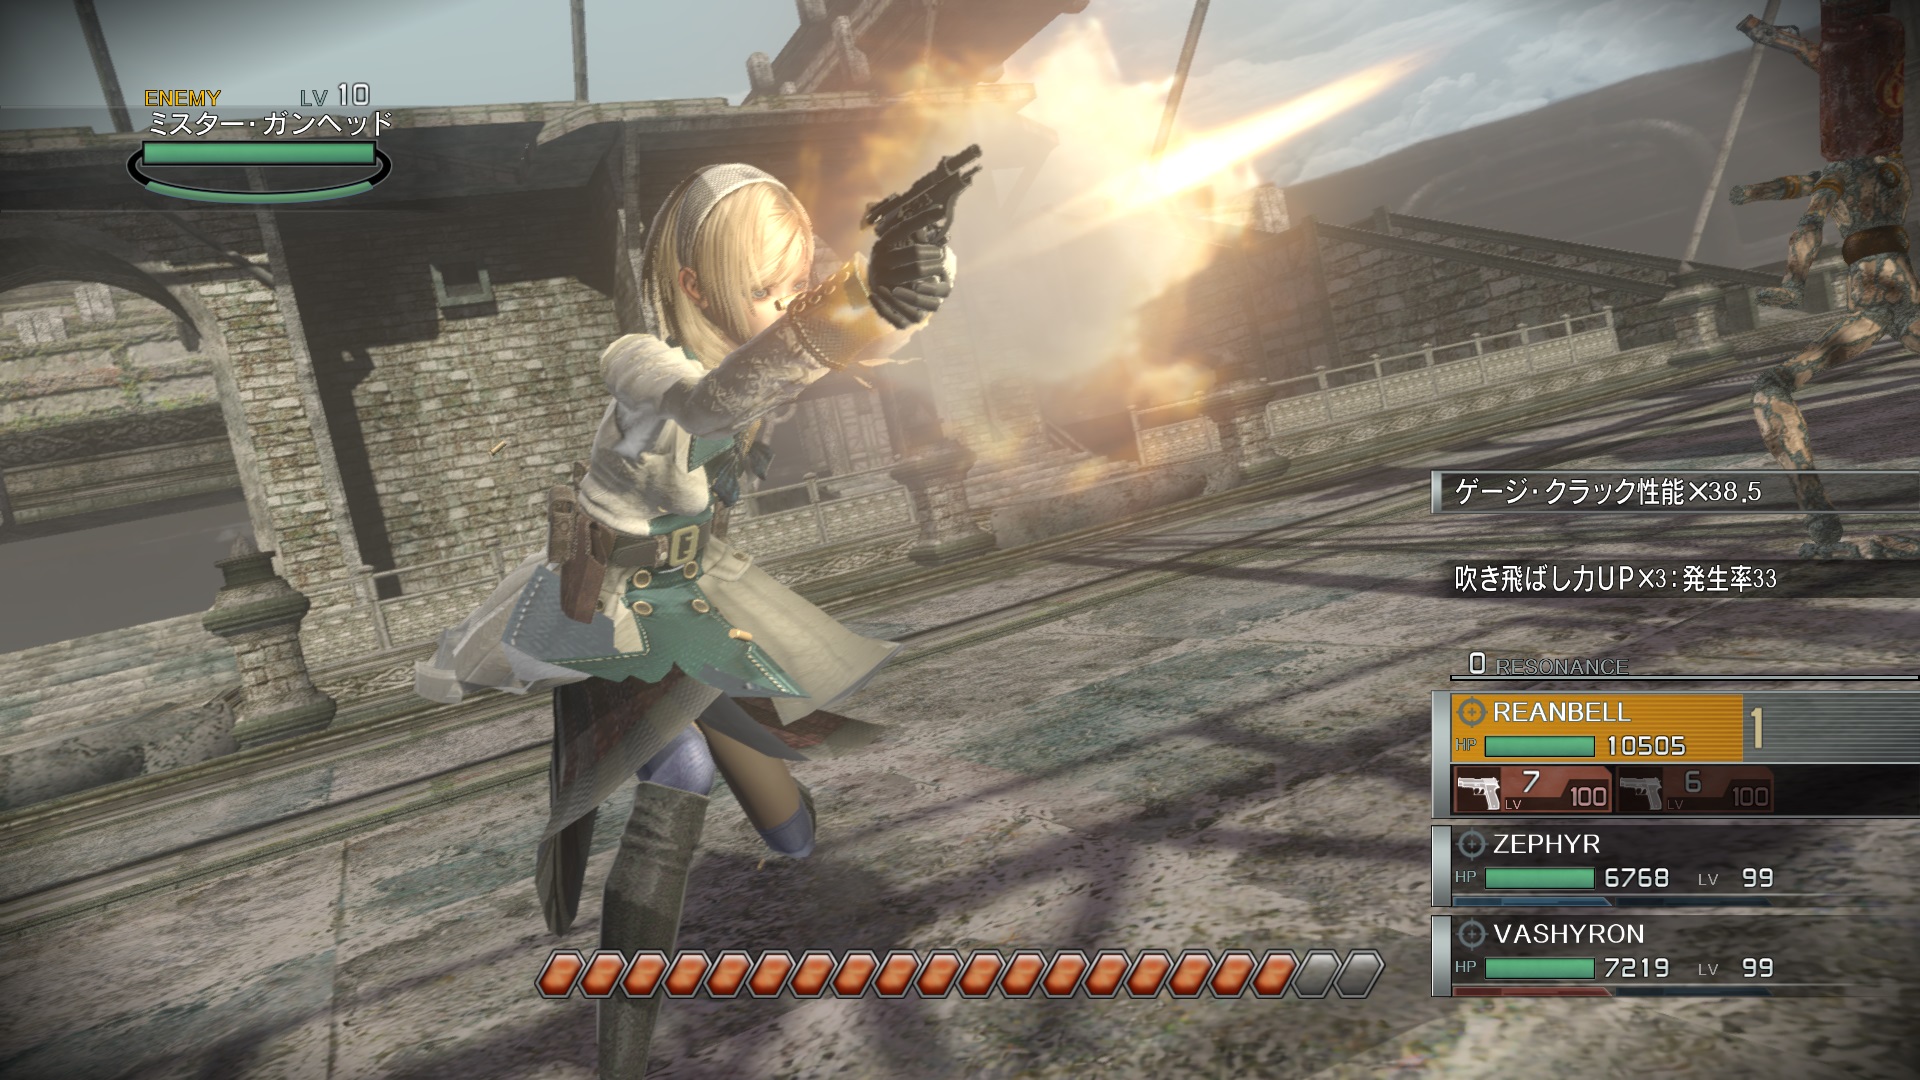 ENEMY LV 10
ミスター・ガンヘッド
ゲージ・クラック性能×38.5
吹き飛ばし力UP×3:発生率33
0 RESONANCE
REANBELL 1
HP 10505
7 LV 100 6 LV 100
ZEPHYR
HP 6768 LV 99
VASHYRON
HP 7219 LV 99